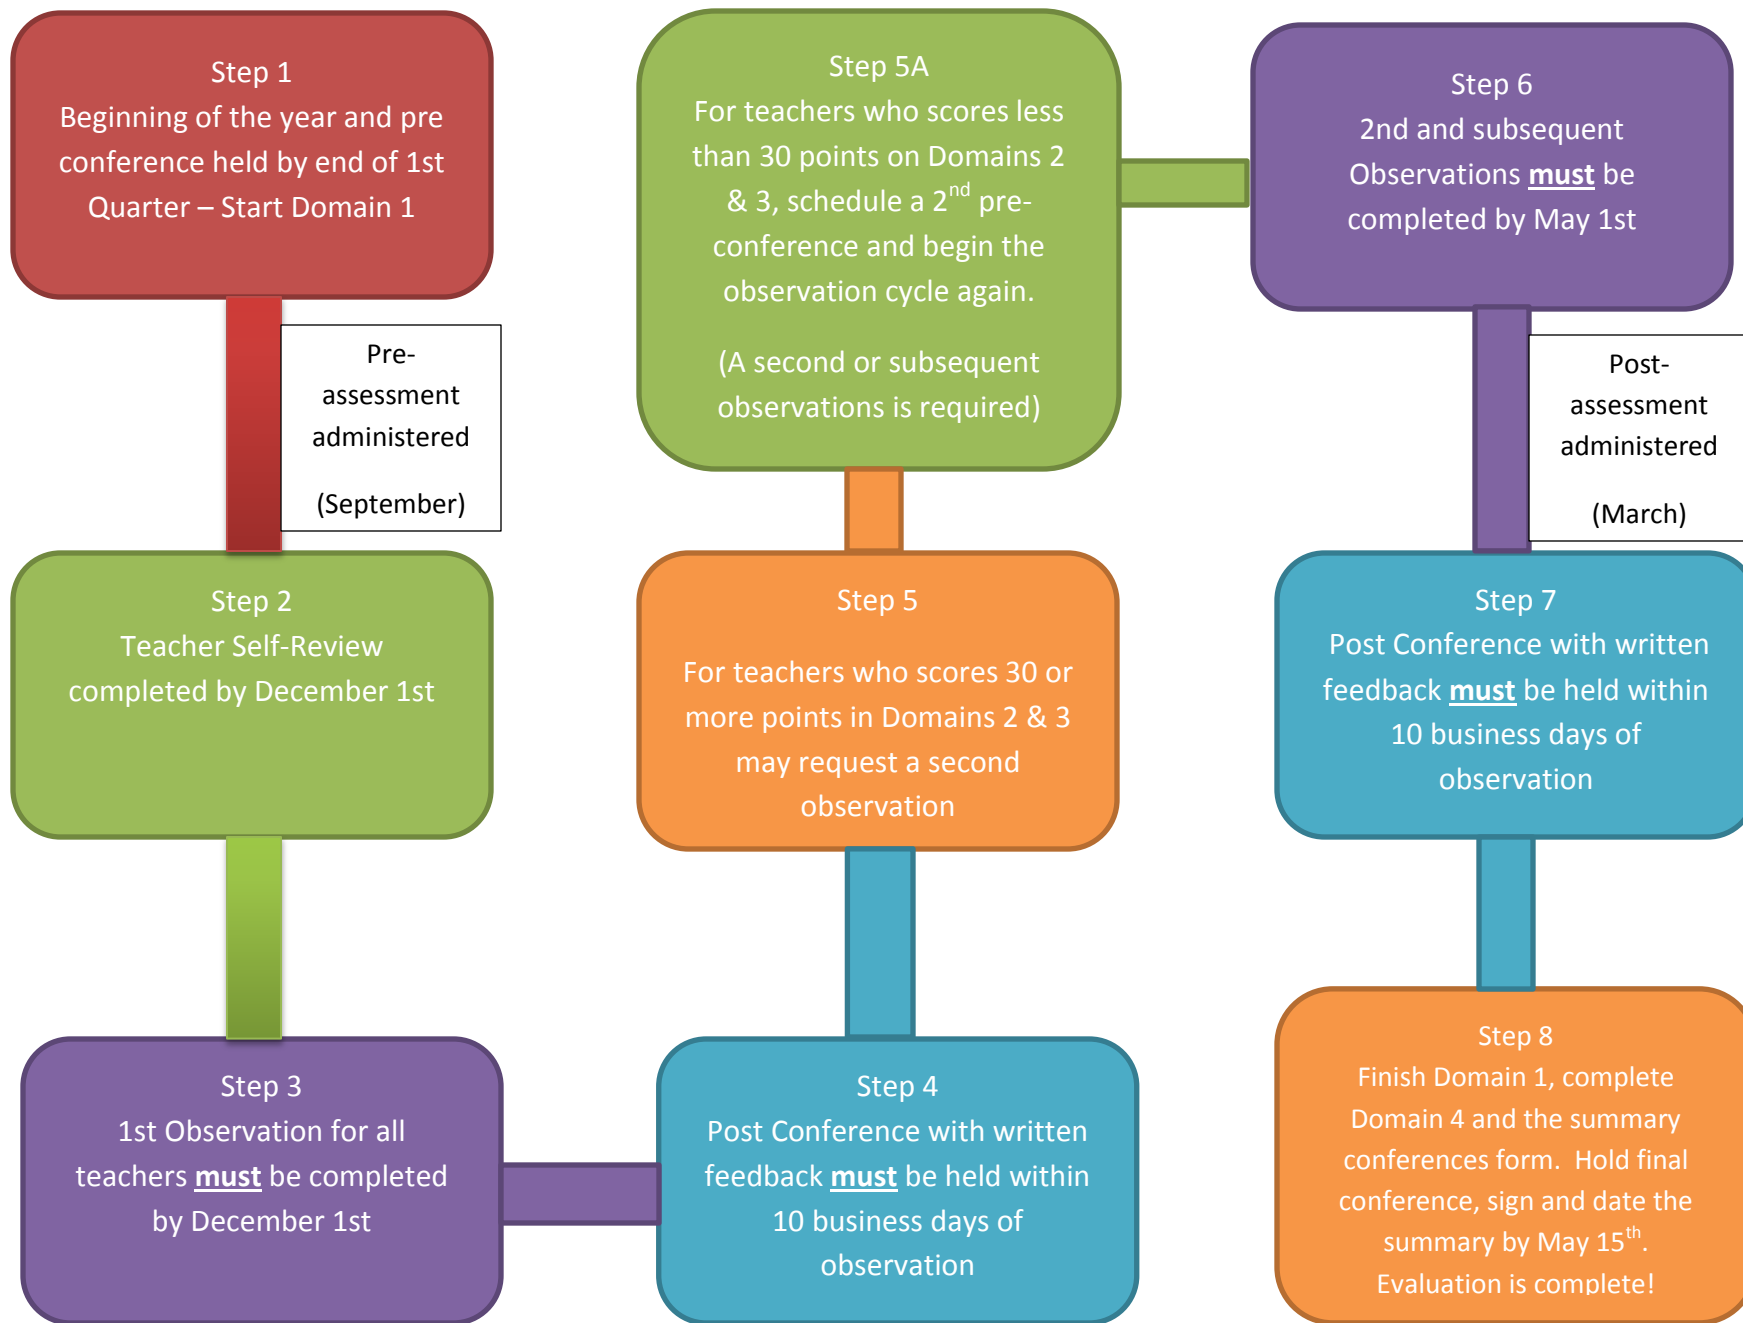 Step 1
Beginning of the year and pre
conference held by end of 1st
Quarter – Start Domain 1
Pre-
assessment
administered
(September)
Step 2
Teacher Self-Review
completed by December 1st
Step 3
1st Observation for all
teachers must be completed
by December 1st
Step 4
Post Conference with written
feedback must be held within
10 business days of
observation
Step 5
For teachers who scores 30 or
more points in Domains 2 & 3
may request a second
observation
Step 5A
For teachers who scores less
than 30 points on Domains 2
& 3, schedule a 2nd pre-
conference and begin the
observation cycle again.
(A second or subsequent
observations is required)
Step 6
2nd and subsequent
Observations must be
completed by May 1st
Post-
assessment
administered
(March)
Step 7
Post Conference with written
feedback must be held within
10 business days of
observation
Step 8
Finish Domain 1, complete
Domain 4 and the summary
conferences form.  Hold final
conference, sign and date the
summary by May 15th.
Evaluation is complete!